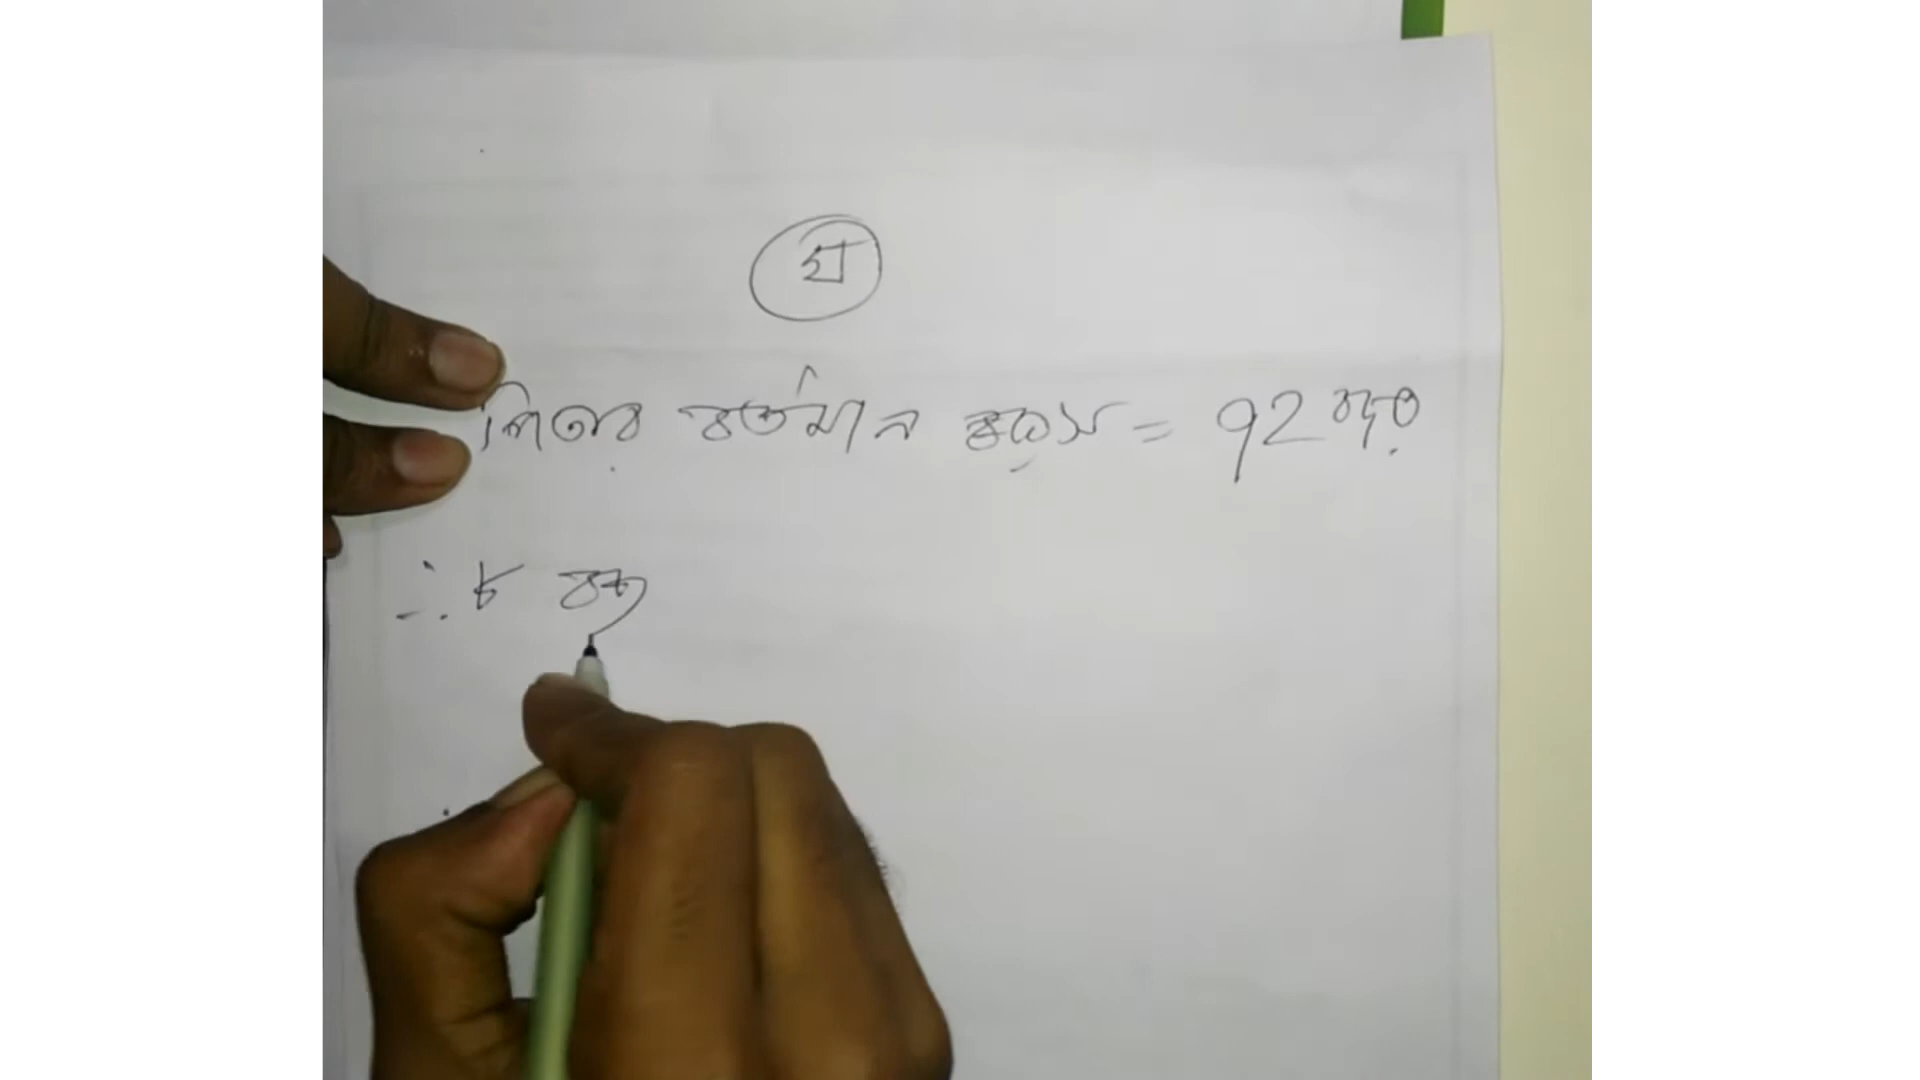 ঘ
পিতার বর্তমান বয়স = ৭২ বছর
∴ ৮ বছ